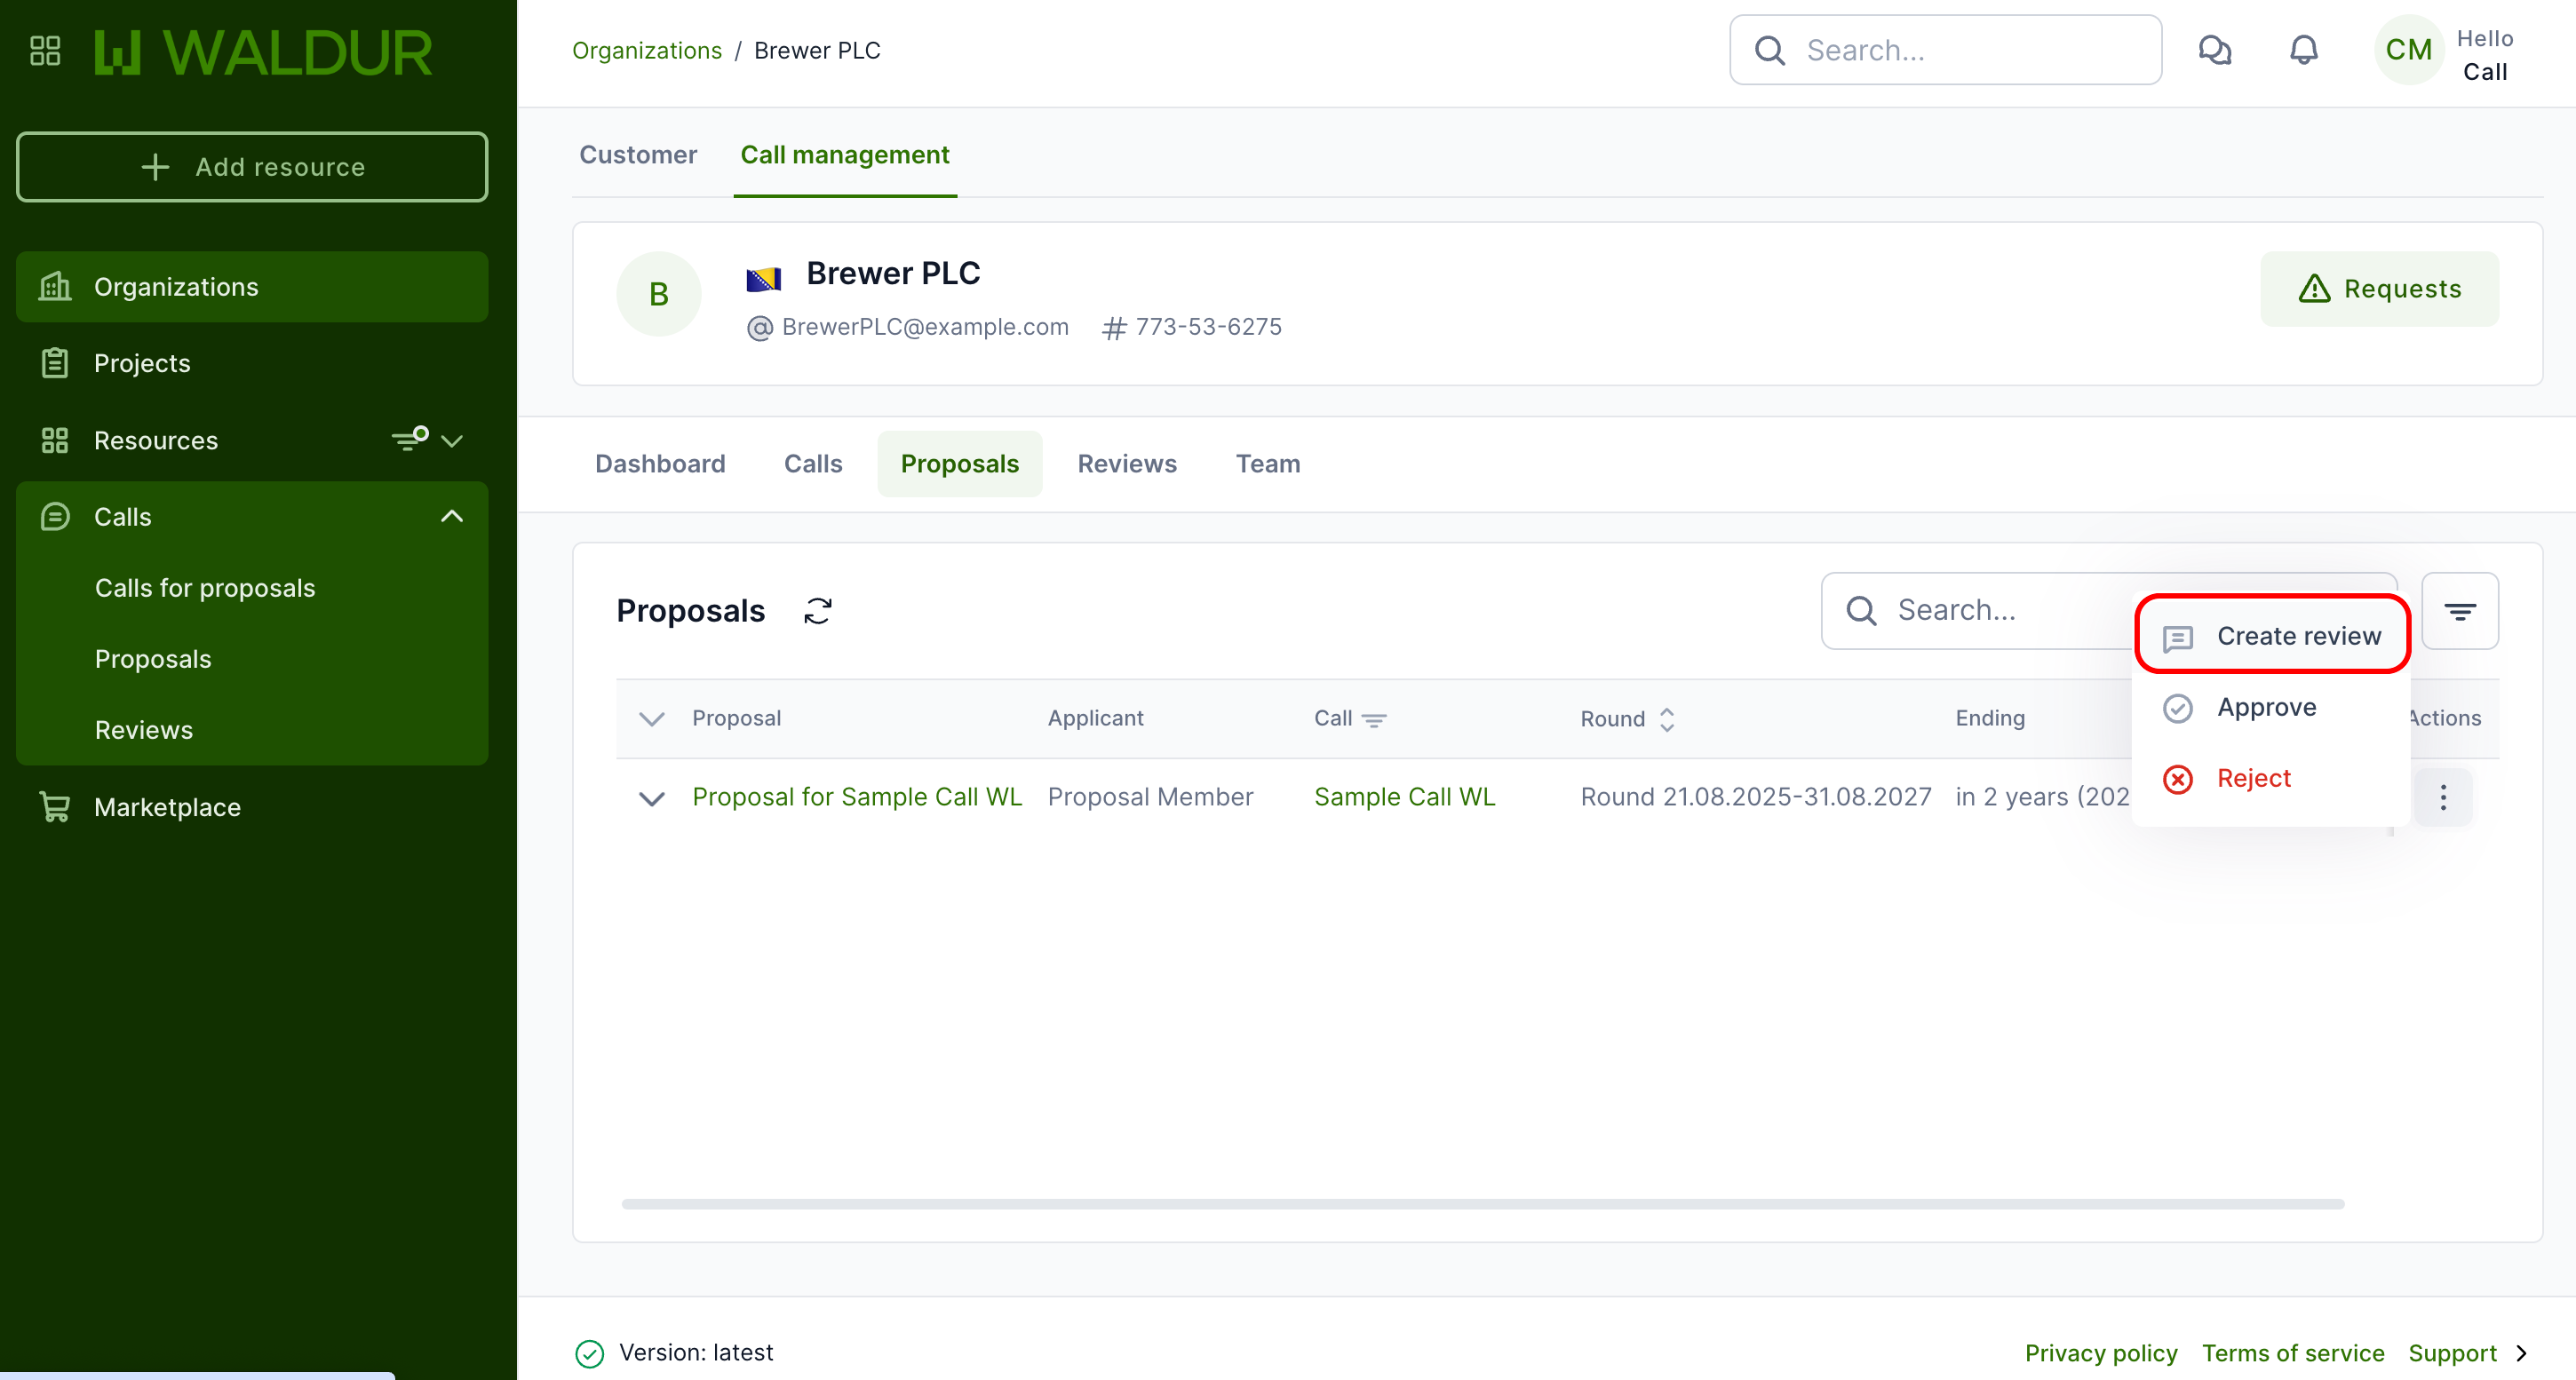 WALDUR
Organizations / Brewer PLC
Search...
CM
Hello
Call
Add resource
Organizations
Projects
Resources
Calls
Calls for proposals
Proposals
Reviews
Marketplace
Customer
Call management
B
Brewer PLC
@ BrewerPLC@example.com # 773-53-6275
Requests
Dashboard
Calls
Proposals
Reviews
Team
Proposals
Search...
Create review
Approve
Reject
Proposal
Applicant
Call
Round
Ending
Actions
Proposal for Sample Call WL
Proposal Member
Sample Call WL
Round 21.08.2025-31.08.2027
in 2 years (202
Version: latest
Privacy policy
Terms of service
Support